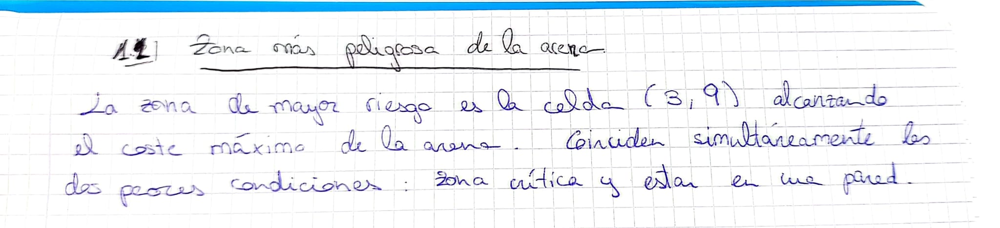 1.1] Zona más peligrosa de la arena.
La zona de mayor riesgo es la celda (3, 9) alcanzando
el coste máximo de la arena. Coinciden simultáneamente las
dos peores condiciones: zona crítica y estar en una pared.